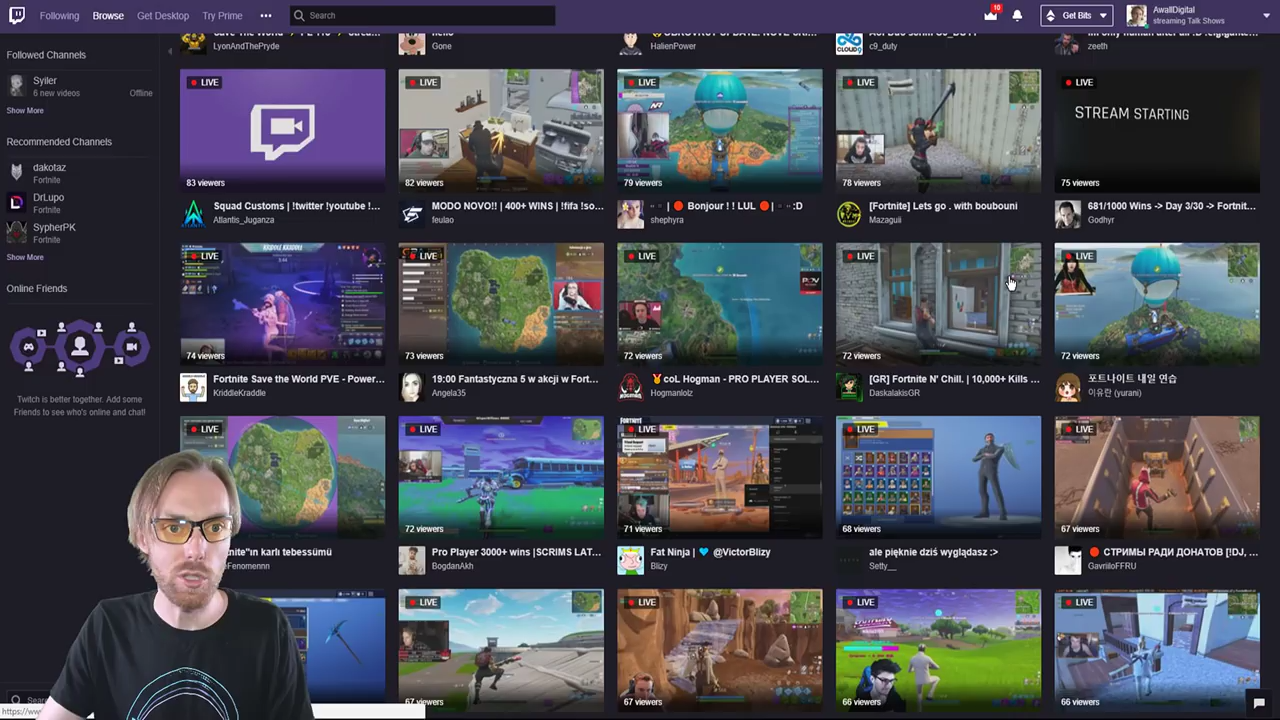 Following Browse Get Desktop Try Prime ••• Search 10 Get Bits AwallDigital
streaming Talk Shows
Followed Channels
Syiler
6 new videos Offline
Show More
Recommended Channels
dakotaz
Fortnite
DrLupo
Fortnite
SypherPK
Fortnite
Show More
Online Friends
Twitch is better together. Add some
Friends to see who's online and chat!
LyonAndThePryde Gone HalienPower c9_duty zeeth
LIVE LIVE LIVE LIVE LIVE
STREAM STARTING
83 viewers 82 viewers 79 viewers 78 viewers 75 viewers
Squad Customs | !twitter !youtube !... MODO NOVO!! | 400+ WINS | !fifa !so... Bonjour ! ! LUL :D [Fortnite] Lets go . with boubouni 681/1000 Wins -> Day 3/30 -> Fortnit...
Atlantis_Juganza feulao shephyra Mazaguii Godhyr
LIVE LIVE LIVE LIVE LIVE
74 viewers 73 viewers 72 viewers 72 viewers 72 viewers
Fortnite Save the World PVE - Power... 19:00 Fantastyczna 5 w akcji w Fort... coL Hogman - PRO PLAYER SOL... [GR] Fortnite N' Chill. | 10,000+ Kills ... 포트나이트 내일 연습
KriddleKraddle Angela35 Hogmanlolz DaskalakisGR 이유란 (yurani)
LIVE LIVE LIVE LIVE LIVE
72 viewers 71 viewers 68 viewers 67 viewers
karlı tebessümü Pro Player 3000+ wins |SCRIMS LAT... Fat Ninja | @VictorBlizy ale pięknie dziś wyglądasz :> СТРИМЫ РАДИ ДОНАТОВ [!DJ, ...
BogdanAkh Blizy Setty__ GavriloFFRU
LIVE LIVE LIVE LIVE
67 viewers 67 viewers 66 viewers 66 viewers